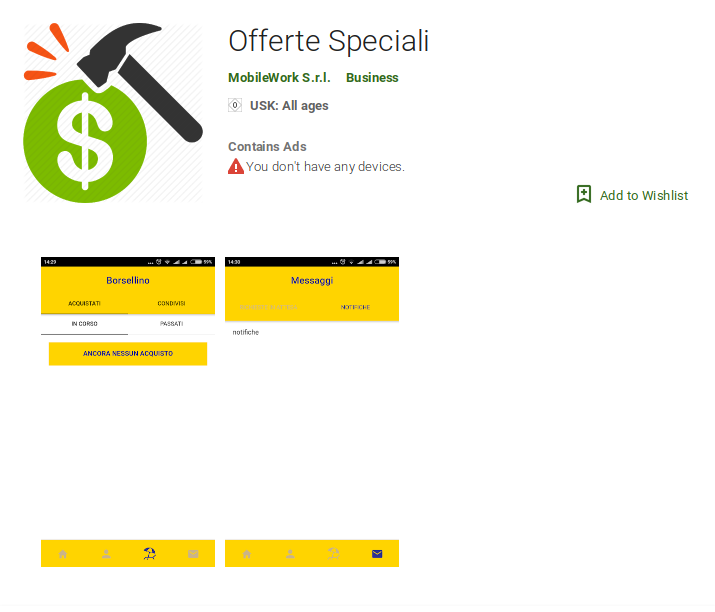 $
Offerte Speciali
MobileWork S.r.l. Business
0 USK: All ages
Contains Ads
You don't have any devices.
Add to Wishlist
14:29
59%
Borsellino
ACQUISTATI CONDIVISI
IN CORSO PASSATI
ANCORA NESSUN ACQUISTO
14:30
59%
Messaggi
NOTIFICHE
notifiche